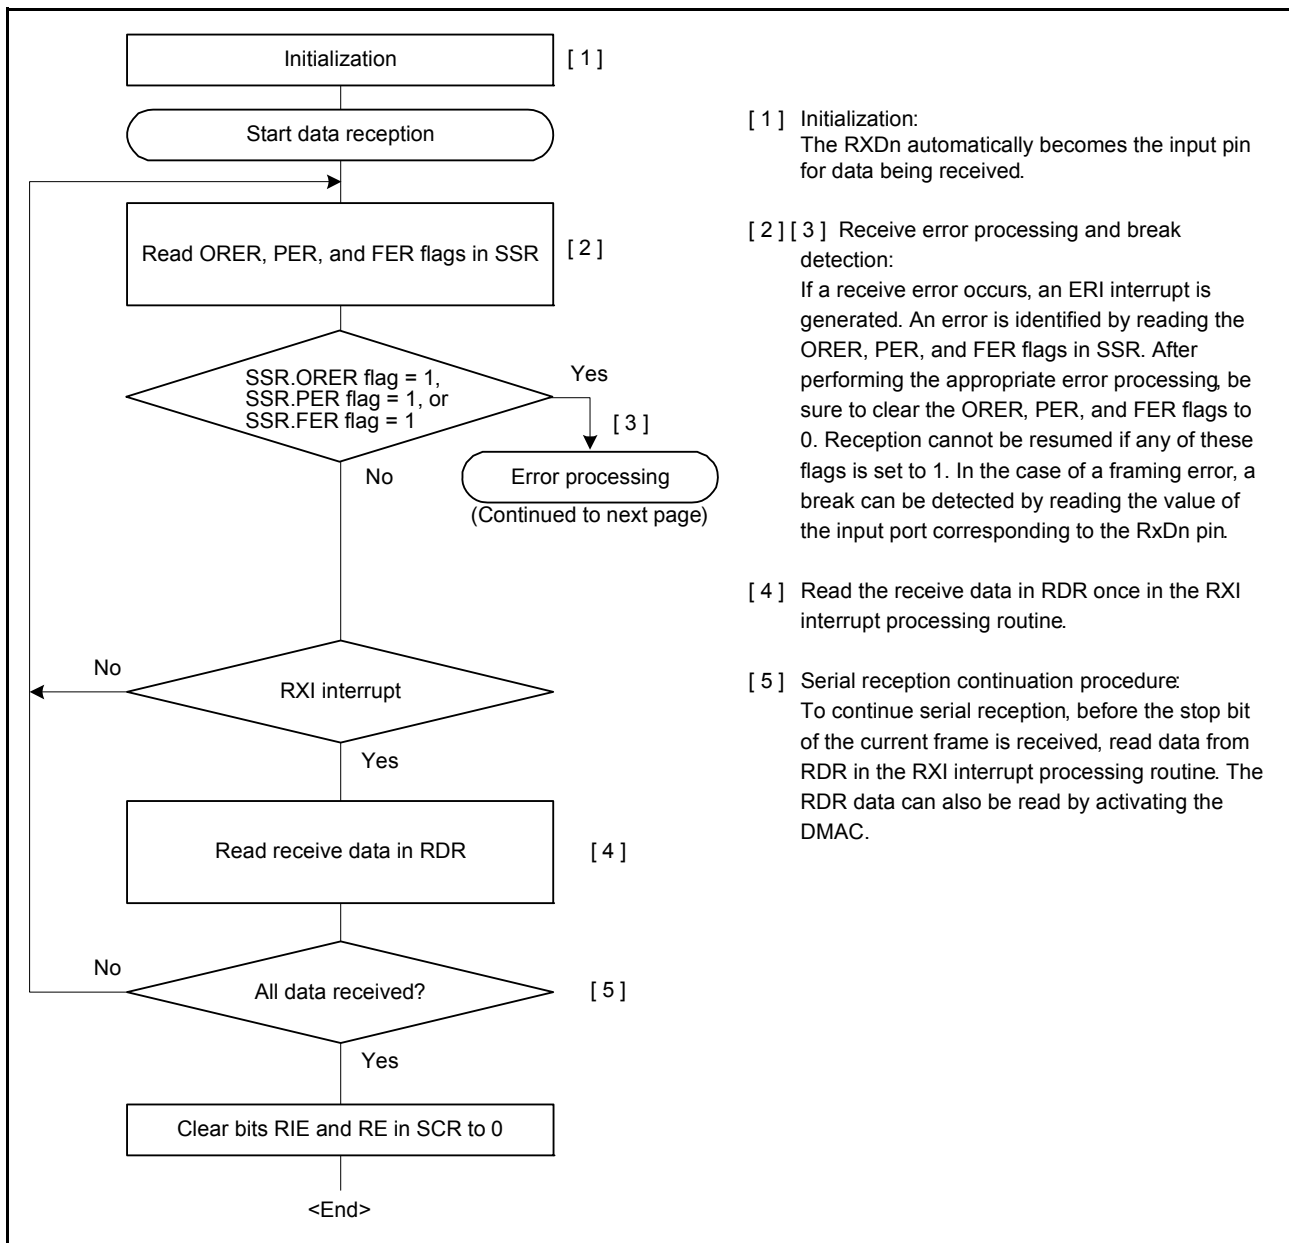 Initialization
[ 1 ]
Start data reception
Read ORER, PER, and FER flags in SSR
[ 2 ]
SSR.ORER flag = 1,
SSR.PER flag = 1, or
SSR.FER flag = 1
Yes
[ 3 ]
No
Error processing
(Continued to next page)
No
RXI interrupt
Yes
Read receive data in RDR
[ 4 ]
No
All data received?
[ 5 ]
Yes
Clear bits RIE and RE in SCR to 0
<End>
[ 1 ] Initialization:
The RXDn automatically becomes the input pin
for data being received.
[ 2 ] [ 3 ] Receive error processing and break
detection:
If a receive error occurs, an ERI interrupt is
generated. An error is identified by reading the
ORER, PER, and FER flags in SSR. After
performing the appropriate error processing, be
sure to clear the ORER, PER, and FER flags to
0. Reception cannot be resumed if any of these
flags is set to 1. In the case of a framing error, a
break can be detected by reading the value of
the input port corresponding to the RxDn pin.
[ 4 ] Read the receive data in RDR once in the RXI
interrupt processing routine.
[ 5 ] Serial reception continuation procedure:
To continue serial reception, before the stop bit
of the current frame is received, read data from
RDR in the RXI interrupt processing routine. The
RDR data can also be read by activating the
DMAC.